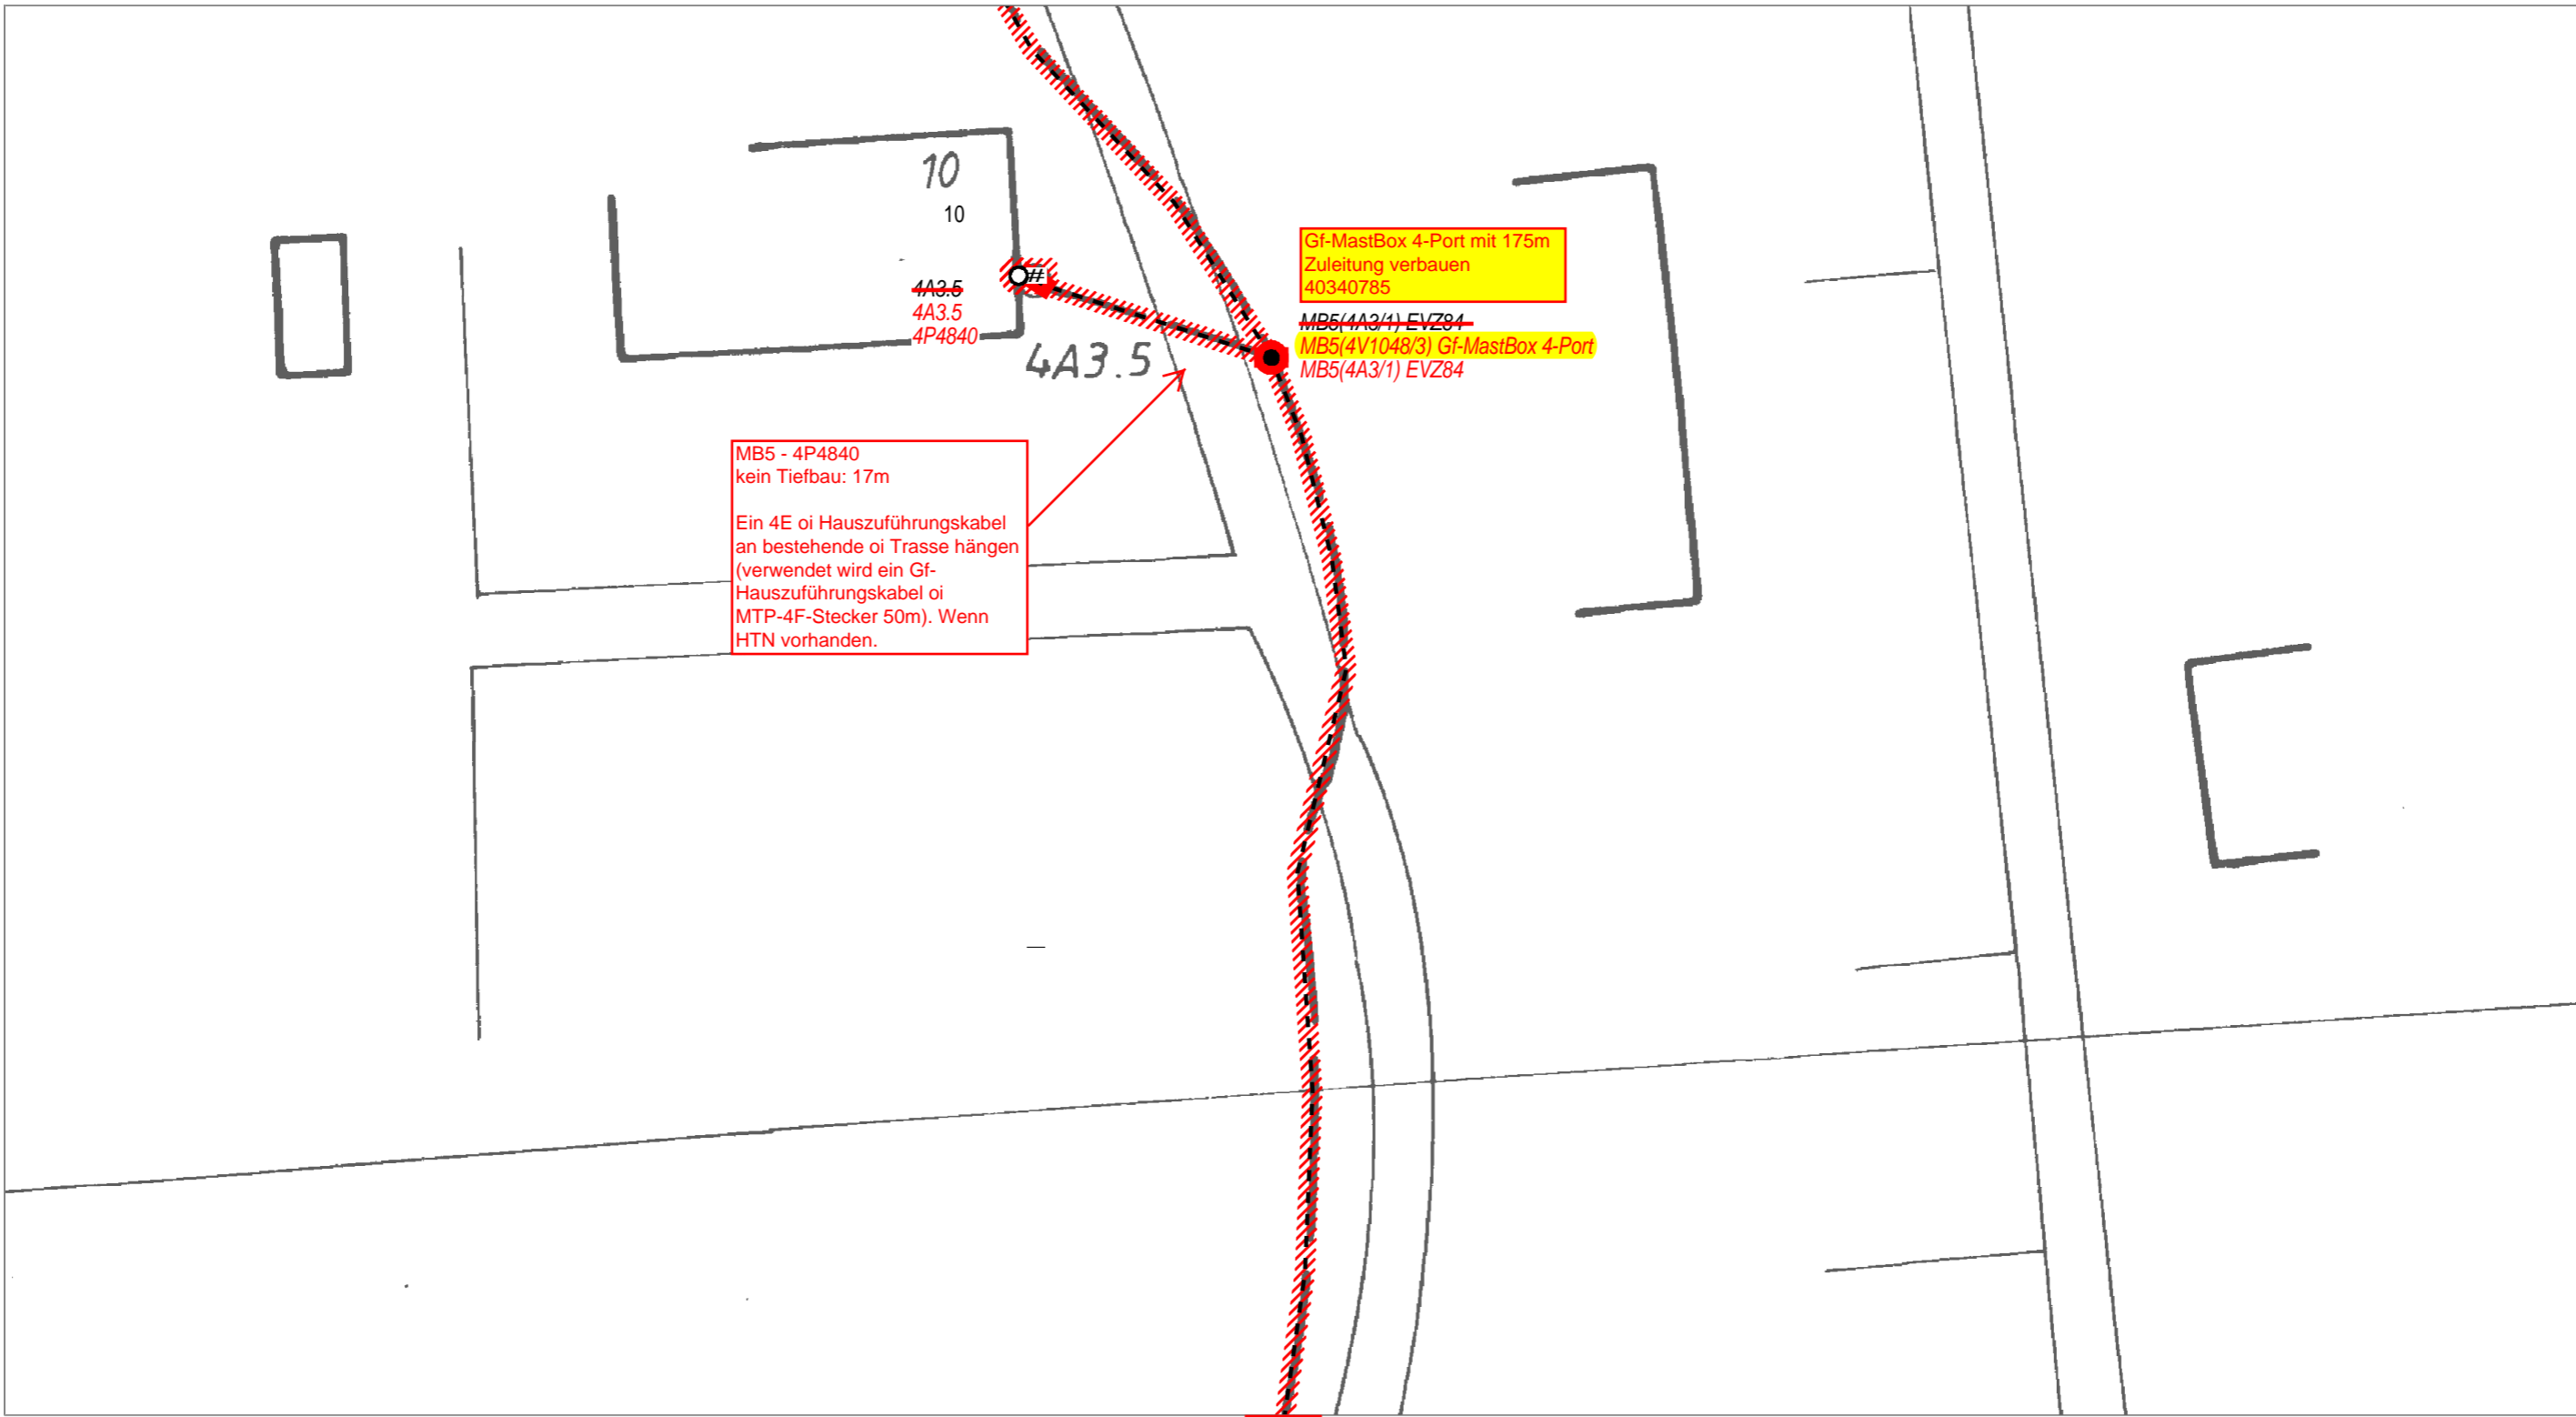 10
10
#
4A3.5
4A3.5
4P4840
4A3.5
Gf-MastBox 4-Port mit 175m
Zuleitung verbauen
40340785
MB5(4A3/1) EVZ84
MB5(4V1048/3) Gf-MastBox 4-Port
MB5(4A3/1) EVZ84
MB5 - 4P4840
kein Tiefbau: 17m
Ein 4E oi Hauszuführungskabel
an bestehende oi Trasse hängen
(verwendet wird ein Gf-
Hauszuführungskabel oi
MTP-4F-Stecker 50m). Wenn
HTN vorhanden.